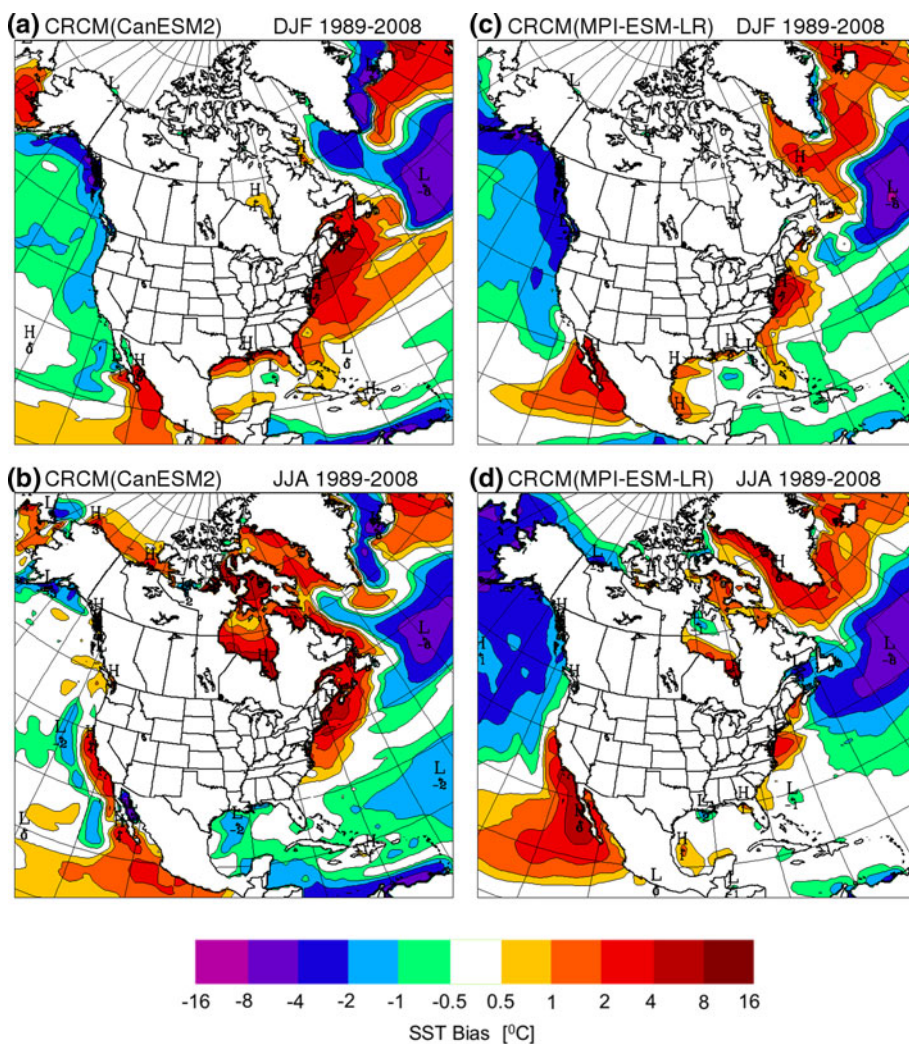 (a) CRCM(CanESM2) DJF 1989-2008
(c) CRCM(MPI-ESM-LR) DJF 1989-2008
(b) CRCM(CanESM2) JJA 1989-2008
(d) CRCM(MPI-ESM-LR) JJA 1989-2008
-16 -8 -4 -2 -1 -0.5 0.5 1 2 4 8 16
SST Bias [⁰C]